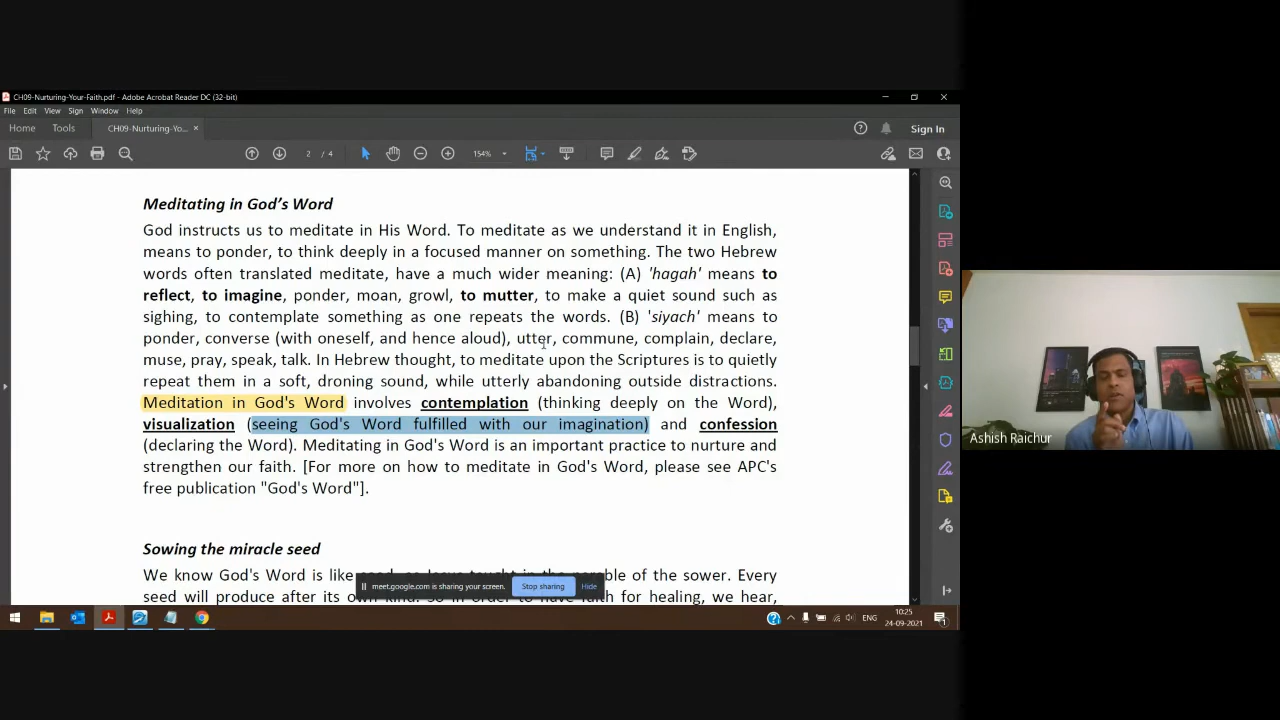 CH09-Nurturing-Your-Faith.pdf - Adobe Acrobat Reader DC (32-bit)
File Edit View Sign Window Help
Home Tools CH09-Nurturing-Yo... × Sign In
2 / 4 154%
Meditating in God's Word
God instructs us to meditate in His Word. To meditate as we understand it in English,
means to ponder, to think deeply in a focused manner on something. The two Hebrew
words often translated meditate, have a much wider meaning: (A) 'hagah' means to
reflect, to imagine, ponder, moan, growl, to mutter, to make a quiet sound such as
sighing, to contemplate something as one repeats the words. (B) 'siyach' means to
ponder, converse (with oneself, and hence aloud), utter, commune, complain, declare,
muse, pray, speak, talk. In Hebrew thought, to meditate upon the Scriptures is to quietly
repeat them in a soft, droning sound, while utterly abandoning outside distractions.
Meditation in God's Word involves contemplation (thinking deeply on the Word),
visualization (seeing God's Word fulfilled with our imagination) and confession
(declaring the Word). Meditating in God's Word is an important practice to nurture and
strengthen our faith. [For more on how to meditate in God's Word, please see APC's
free publication "God's Word"].
Sowing the miracle seed
We know God's Word is like of the sower. Every
seed will produce after its own for healing, we hear,
meet.google.com is sharing your screen. Stop sharing Hide
ENG
10:25
24-09-2021
Ashish Raichur